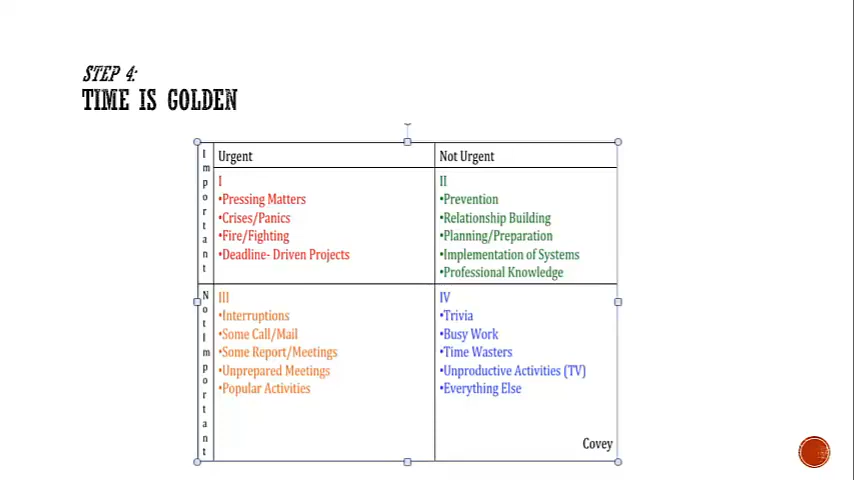 STEP 4:
TIME IS GOLDEN
Important
Urgent
Not Urgent
I
•Pressing Matters
•Crises/Panics
•Fire/Fighting
•Deadline- Driven Projects
II
•Prevention
•Relationship Building
•Planning/Preparation
•Implementation of Systems
•Professional Knowledge
Not Important
III
•Interruptions
•Some Call/Mail
•Some Report/Meetings
•Unprepared Meetings
•Popular Activities
IV
•Trivia
•Busy Work
•Time Wasters
•Unproductive Activities (TV)
•Everything Else
Covey